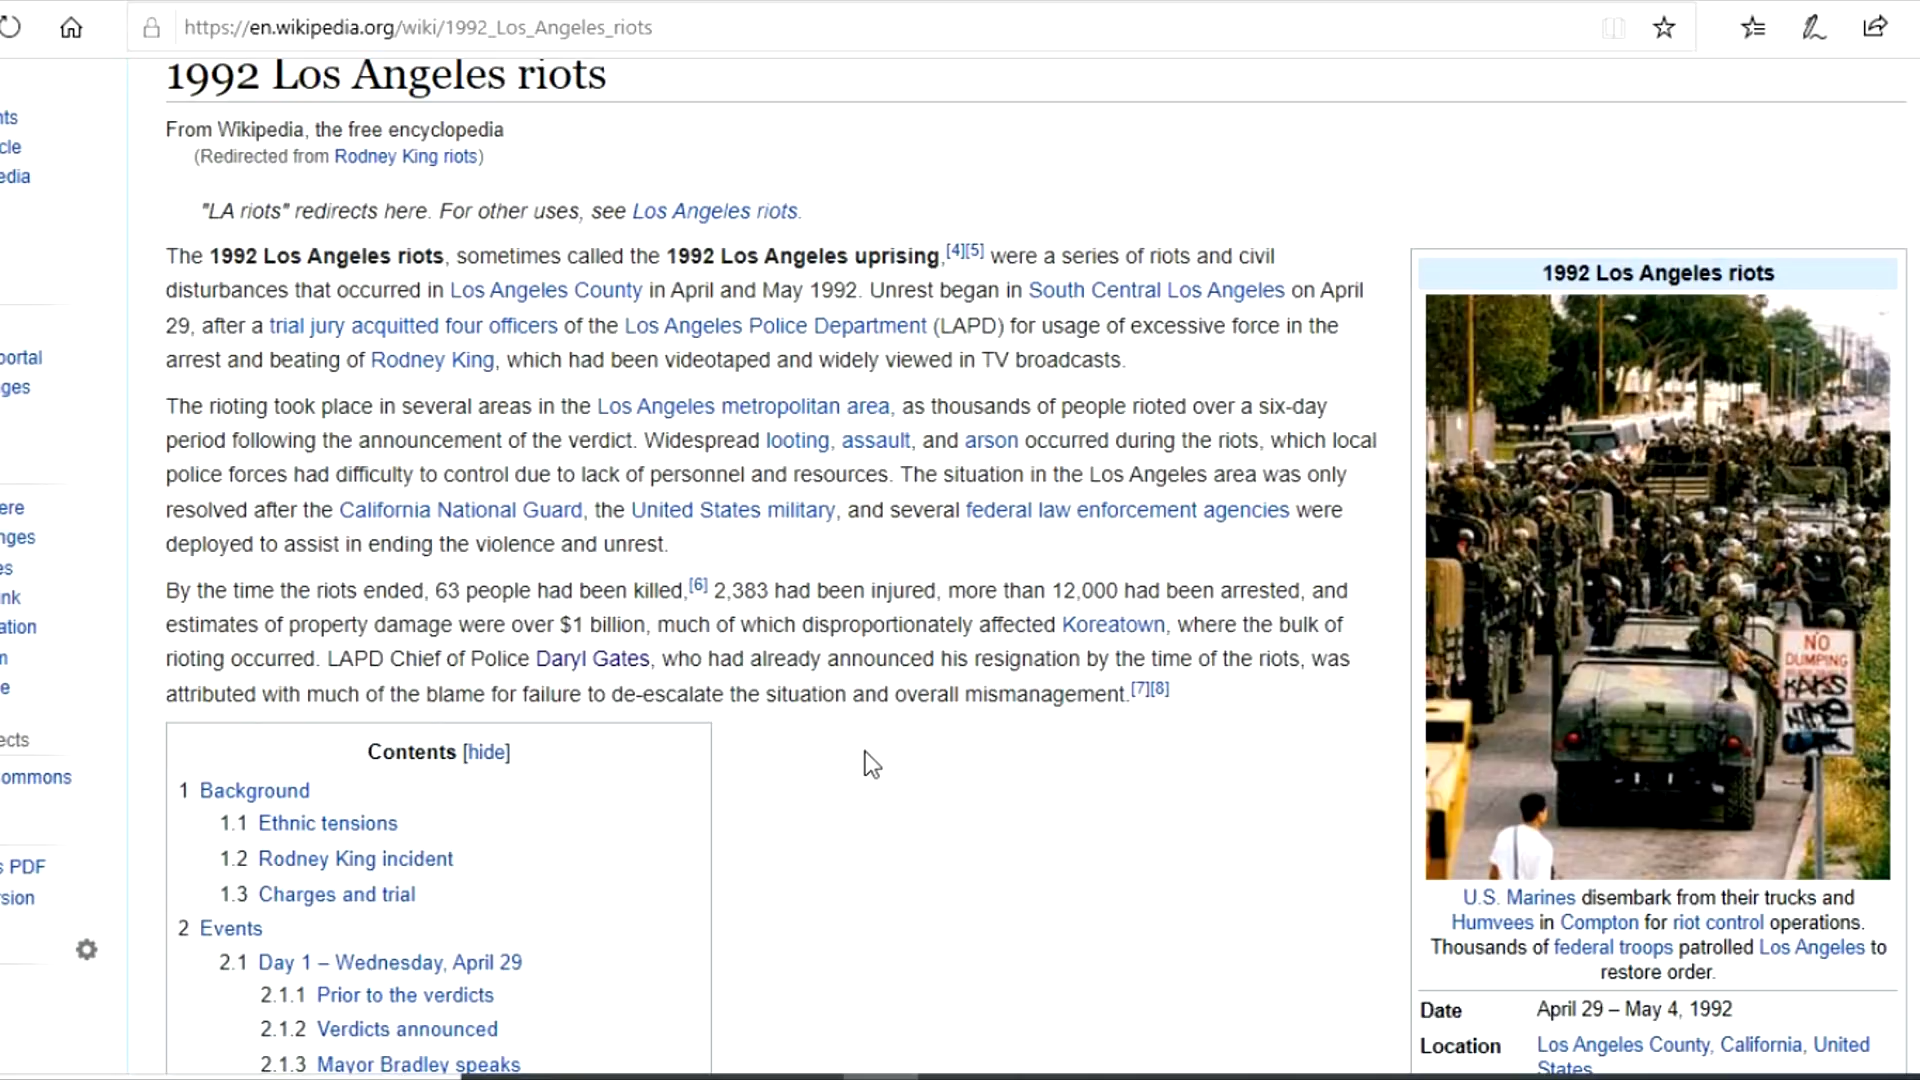 https://en.wikipedia.org/wiki/1992_Los_Angeles_riots
1992 Los Angeles riots
From Wikipedia, the free encyclopedia
(Redirected from Rodney King riots)
"LA riots" redirects here. For other uses, see Los Angeles riots.
The 1992 Los Angeles riots, sometimes called the 1992 Los Angeles uprising,[4][5] were a series of riots and civil
disturbances that occurred in Los Angeles County in April and May 1992. Unrest began in South Central Los Angeles on April
29, after a trial jury acquitted four officers of the Los Angeles Police Department (LAPD) for usage of excessive force in the
arrest and beating of Rodney King, which had been videotaped and widely viewed in TV broadcasts.
The rioting took place in several areas in the Los Angeles metropolitan area, as thousands of people rioted over a six-day
period following the announcement of the verdict. Widespread looting, assault, and arson occurred during the riots, which local
police forces had difficulty to control due to lack of personnel and resources. The situation in the Los Angeles area was only
resolved after the California National Guard, the United States military, and several federal law enforcement agencies were
deployed to assist in ending the violence and unrest.
By the time the riots ended, 63 people had been killed,[6] 2,383 had been injured, more than 12,000 had been arrested, and
estimates of property damage were over $1 billion, much of which disproportionately affected Koreatown, where the bulk of
rioting occurred. LAPD Chief of Police Daryl Gates, who had already announced his resignation by the time of the riots, was
attributed with much of the blame for failure to de-escalate the situation and overall mismanagement.[7][8]
Contents [hide]
1 Background
1.1 Ethnic tensions
1.2 Rodney King incident
1.3 Charges and trial
2 Events
2.1 Day 1 – Wednesday, April 29
2.1.1 Prior to the verdicts
2.1.2 Verdicts announced
2.1.3 Mayor Bradley speaks
1992 Los Angeles riots
NO
DUMPING
U.S. Marines disembark from their trucks and
Humvees in Compton for riot control operations.
Thousands of federal troops patrolled Los Angeles to
restore order.
Date April 29 – May 4, 1992
Location Los Angeles County, California, United
States
nts
cle
edia
portal
ges
ere
nges
es
ink
ation
m
e
ects
ommons
s PDF
sion